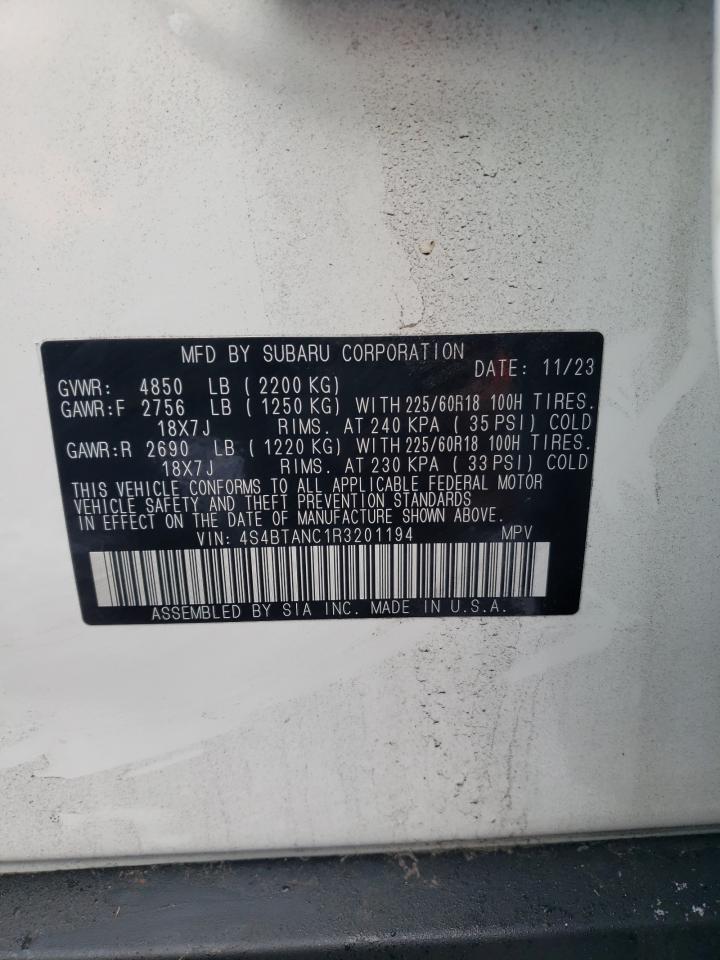 MFD BY SUBARU CORPORATION DATE: 11/23
GVWR: 4850 LB ( 2200 KG)
GAWR:F 2756 LB ( 1250 KG) WITH 225/60R18 100H TIRES.
18X7J RIMS. AT 240 KPA ( 35 PSI) COLD
GAWR:R 2690 LB ( 1220 KG) WITH 225/60R18 100H TIRES.
18X7J RIMS. AT 230 KPA ( 33 PSI) COLD
THIS VEHICLE CONFORMS TO ALL APPLICABLE FEDERAL MOTOR
VEHICLE SAFETY AND THEFT PREVENTION STANDARDS
IN EFFECT ON THE DATE OF MANUFACTURE SHOWN ABOVE.
VIN: 4S4BTANC1R3201194 MPV
ASSEMBLED BY SIA INC. MADE IN U.S.A.